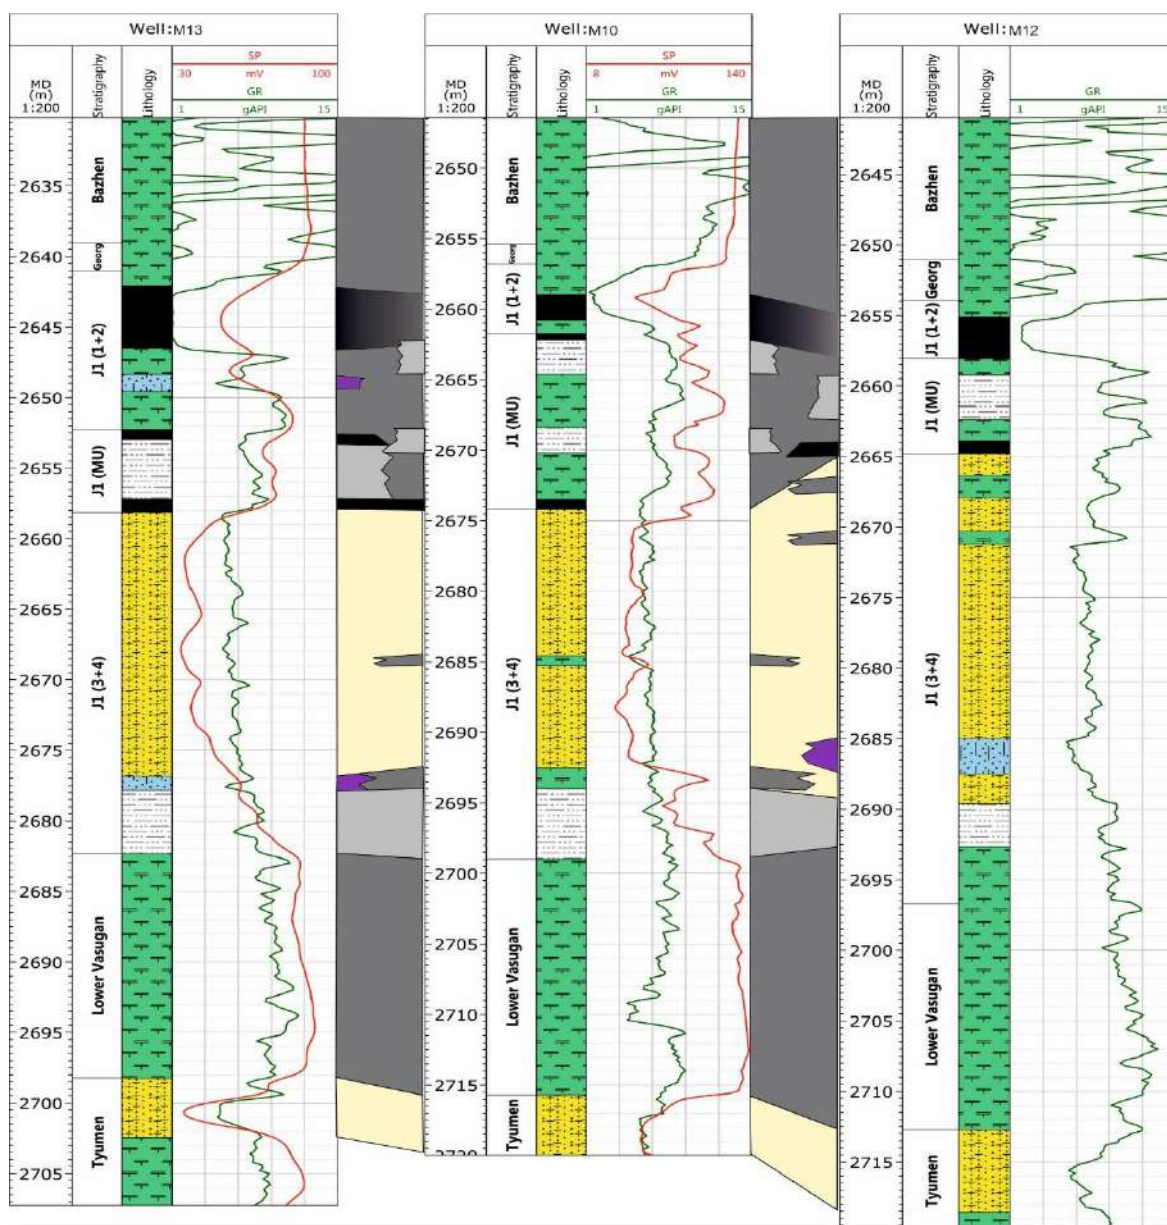 Well:M13
MD
(m)
1:200
Stratigraphy
Lithology
SP
30 mV 100
GR
1 gAPI 15
2635
2640
2645
2650
2655
2660
2665
2670
2675
2680
2685
2690
2695
2700
2705
Bazhen
Georg
J1 (1+2)
J1 (MU)
J1 (3+4)
Lower Vasugan
Tyumen
Well:M10
MD
(m)
1:200
Stratigraphy
Lithology
SP
8 mV 140
GR
1 gAPI 15
2650
2655
2660
2665
2670
2675
2680
2685
2690
2695
2700
2705
2710
2715
2720
Bazhen
Georg
J1 (1+2)
J1 (MU)
J1 (3+4)
Lower Vasugan
Tyumen
Well:M12
MD
(m)
1:200
Stratigraphy
Lithology
GR
1 gAPI 15
2645
2650
2655
2660
2665
2670
2675
2680
2685
2690
2695
2700
2705
2710
2715
Bazhen
Georg
J1 (1+2)
J1 (MU)
J1 (3+4)
Lower Vasugan
Tyumen